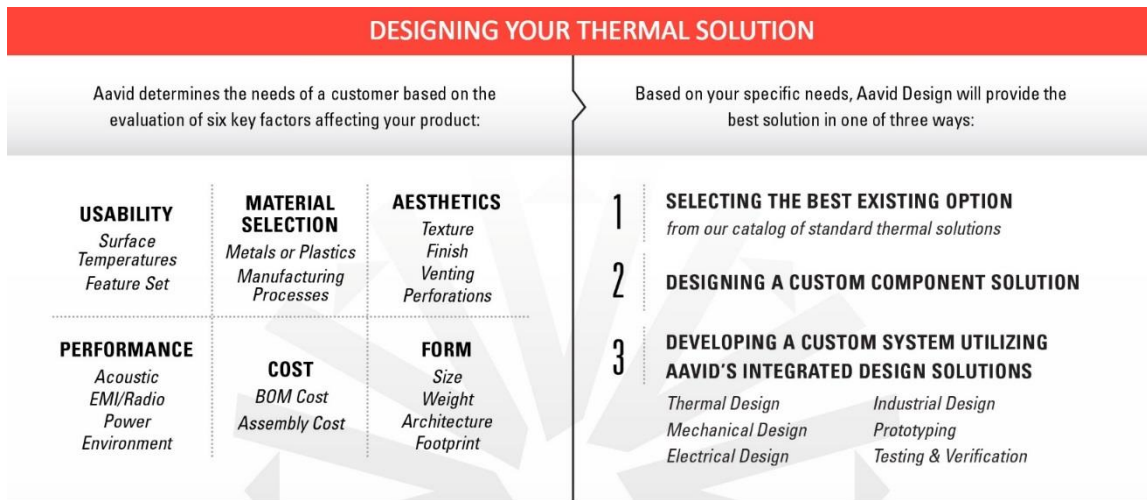 DESIGNING YOUR THERMAL SOLUTION
Aavid determines the needs of a customer based on the
evaluation of six key factors affecting your product:
USABILITY
Surface
Temperatures
Feature Set
MATERIAL
SELECTION
Metals or Plastics
Manufacturing
Processes
AESTHETICS
Texture
Finish
Venting
Perforations
PERFORMANCE
Acoustic
EMI/Radio
Power
Environment
COST
BOM Cost
Assembly Cost
FORM
Size
Weight
Architecture
Footprint
Based on your specific needs, Aavid Design will provide the
best solution in one of three ways:
1
SELECTING THE BEST EXISTING OPTION
from our catalog of standard thermal solutions
2
DESIGNING A CUSTOM COMPONENT SOLUTION
3
DEVELOPING A CUSTOM SYSTEM UTILIZING
AAVID'S INTEGRATED DESIGN SOLUTIONS
Thermal Design
Mechanical Design
Electrical Design
Industrial Design
Prototyping
Testing & Verification